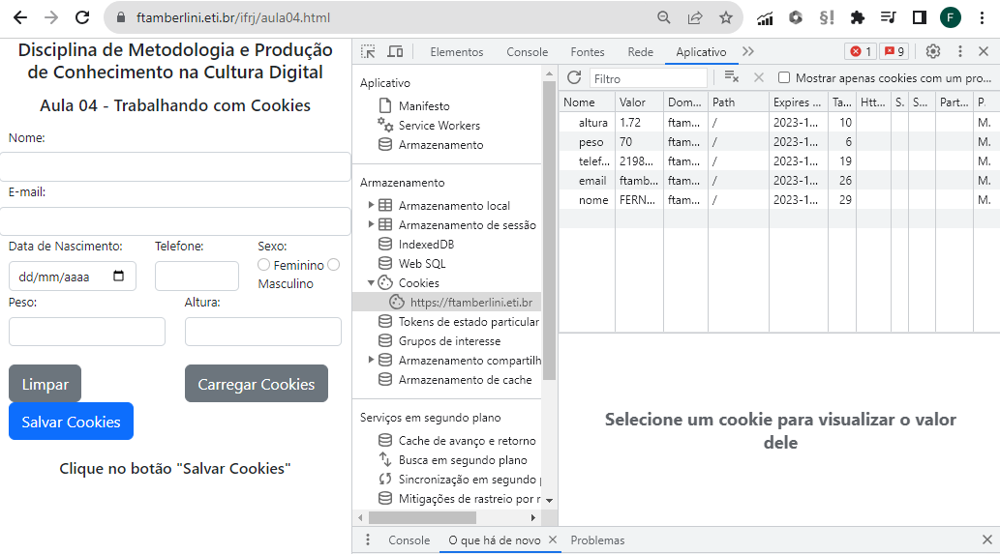 ftamberlini.eti.br/ifrj/aula04.html
F
Disciplina de Metodologia e Produção
de Conhecimento na Cultura Digital
Aula 04 - Trabalhando com Cookies
Nome:
E-mail:
Data de Nascimento:
Telefone:
Sexo:
dd/mm/aaaa
Feminino
Masculino
Peso:
Altura:
Limpar
Carregar Cookies
Salvar Cookies
Clique no botão "Salvar Cookies"
Elementos Console Fontes Rede Aplicativo 1 9
Aplicativo
Manifesto
Service Workers
Armazenamento
Armazenamento
Armazenamento local
Armazenamento de sessão
IndexedDB
Web SQL
Cookies
https://ftamberlini.eti.br
Tokens de estado particular
Grupos de interesse
Armazenamento compartilh
Armazenamento de cache
Serviços em segundo plano
Cache de avanço e retorno
Busca em segundo plano
Sincronização em segundo p
Mitigações de rastreio por r
Filtro
Mostrar apenas cookies com um pro...
Nome Valor Dom... Path Expires ... Ta... Htt... S. S... Part... P.
altura 1.72 ftam... / 2023-1... 10 M.
peso 70 ftam... / 2023-1... 6 M.
telef... 2198... ftam... / 2023-1... 19 M.
email ftamb... ftam... / 2023-1... 26 M.
nome FERN... ftam... / 2023-1... 29 M.
Selecione um cookie para visualizar o valor
dele
Console O que há de novo Problemas